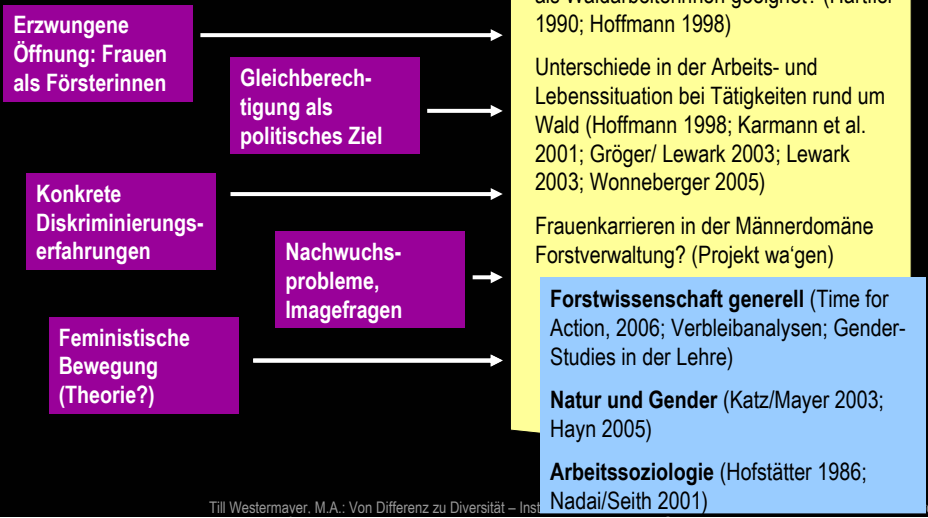 Erzwungene
Öffnung: Frauen
als Försterinnen
Gleichberech-
tigung als
politisches Ziel
Konkrete
Diskriminierungs-
erfahrungen
Nachwuchs-
probleme,
Imagefragen
Feministische
Bewegung
(Theorie?)
1990; Hoffmann 1998)
Unterschiede in der Arbeits- und
Lebenssituation bei Tätigkeiten rund um
Wald (Hoffmann 1998; Karmann et al.
2001; Gröger/ Lewark 2003; Lewark
2003; Wonneberger 2005)
Frauenkarrieren in der Männerdomäne
Forstverwaltung? (Projekt wa‘gen)
Forstwissenschaft generell (Time for
Action, 2006; Verbleibanalysen; Gender-
Studies in der Lehre)
Natur und Gender (Katz/Mayer 2003;
Hayn 2005)
Arbeitssoziologie (Hofstätter 1986;
Nadai/Seith 2001)
Till Westermayer. M.A.: Von Differenz zu Diversität – Inst